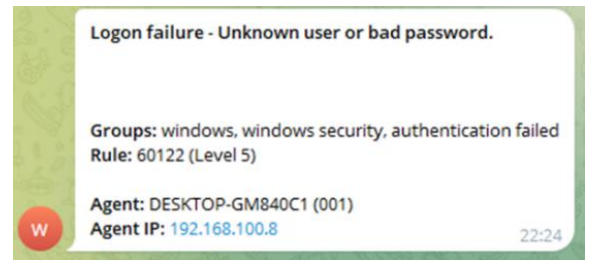 Logon failure - Unknown user or bad password.
Groups: windows, windows security, authentication failed
Rule: 60122 (Level 5)
Agent: DESKTOP-GM840C1 (001)
W
Agent IP: 192.168.100.8
22:24